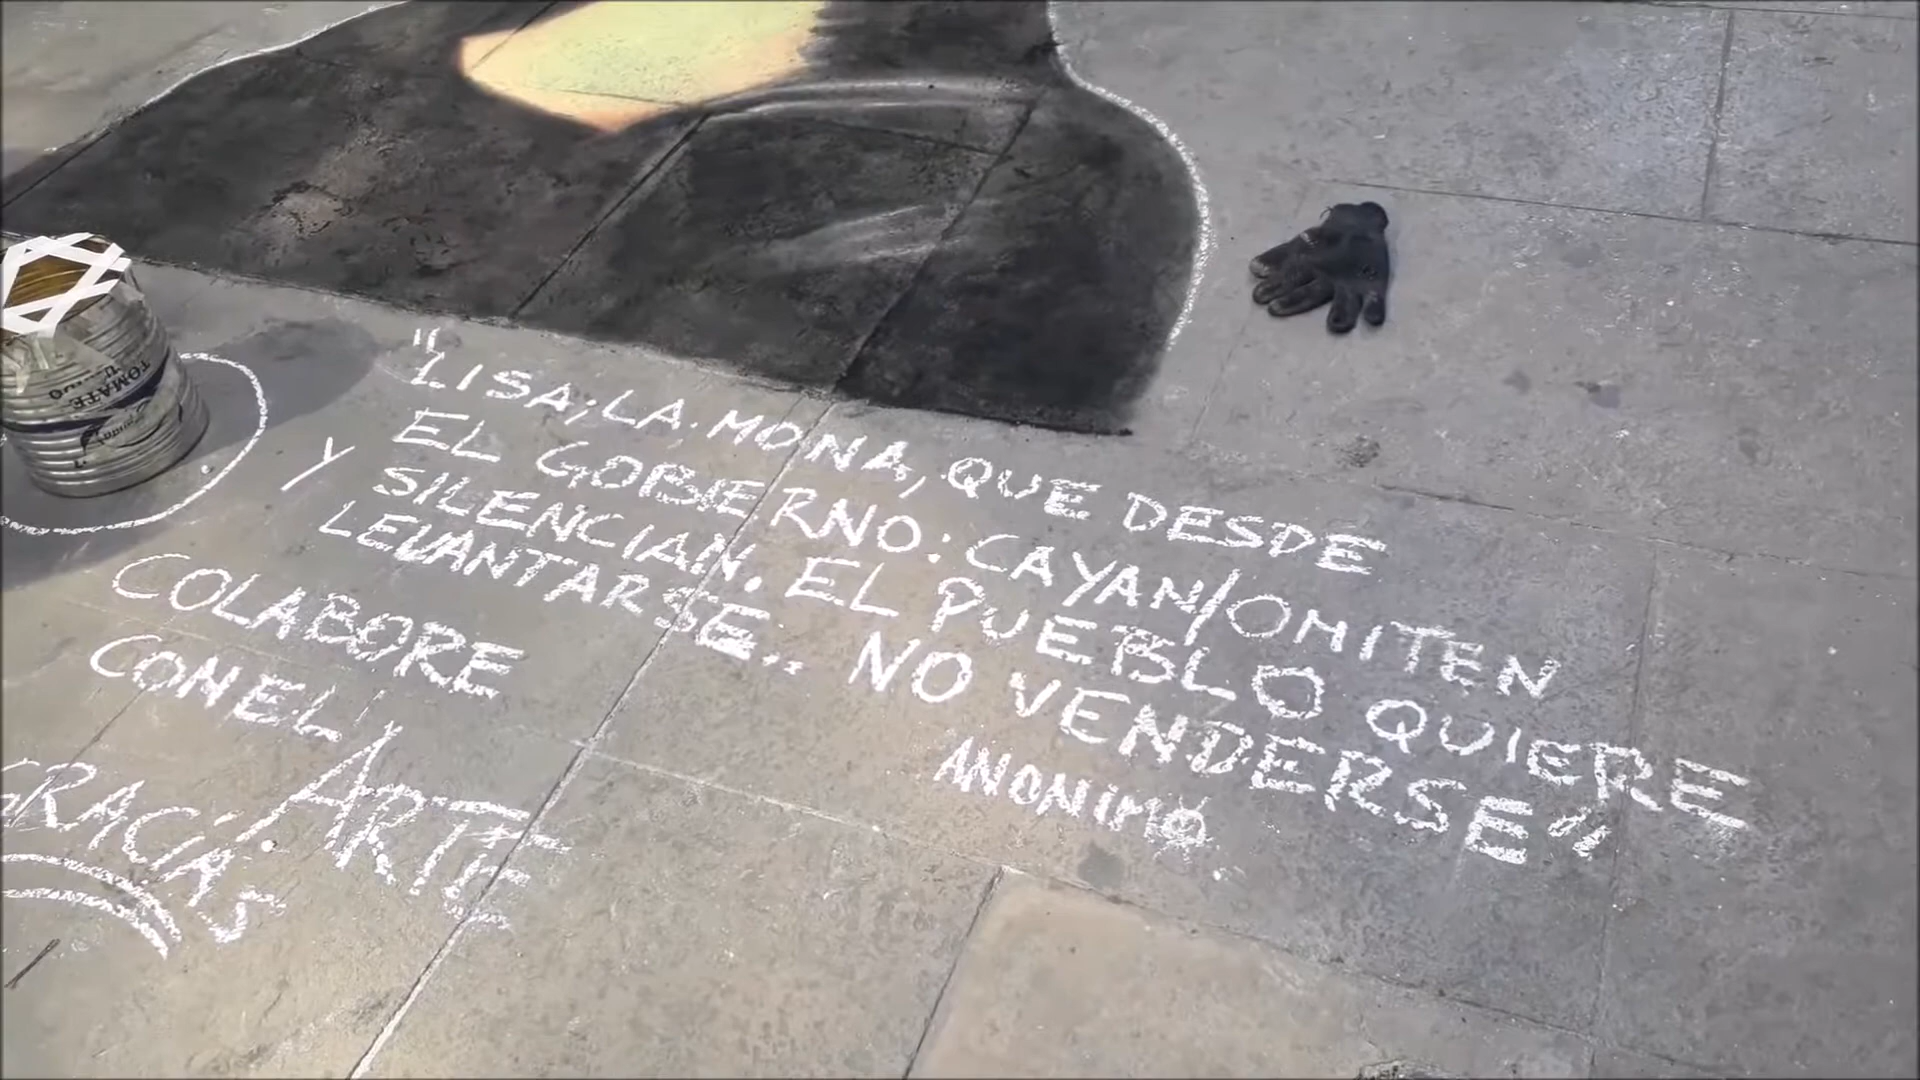 "LISA; LA. MONA, QUE DESDE
EL GOBIERNO: CAYAN/OMITEN
Y SILENCIAN. EL PUEBLO QUIERE
LEVANTARSE.. NO VENDERSE"
ANONIMO
COLABORE
CON EL
ARTE
GRACIAS
TOMATE